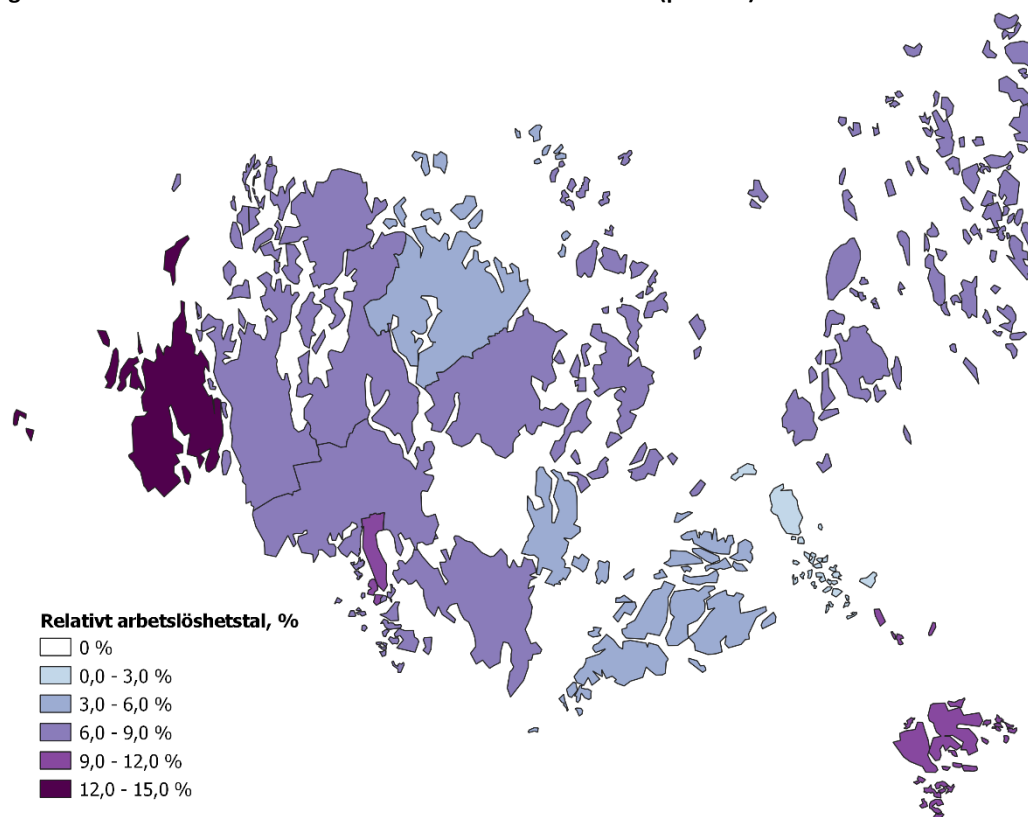 Relativt arbetslöshetstal, %
0 %
0,0 - 3,0 %
3,0 - 6,0 %
6,0 - 9,0 %
9,0 - 12,0 %
12,0 - 15,0 %